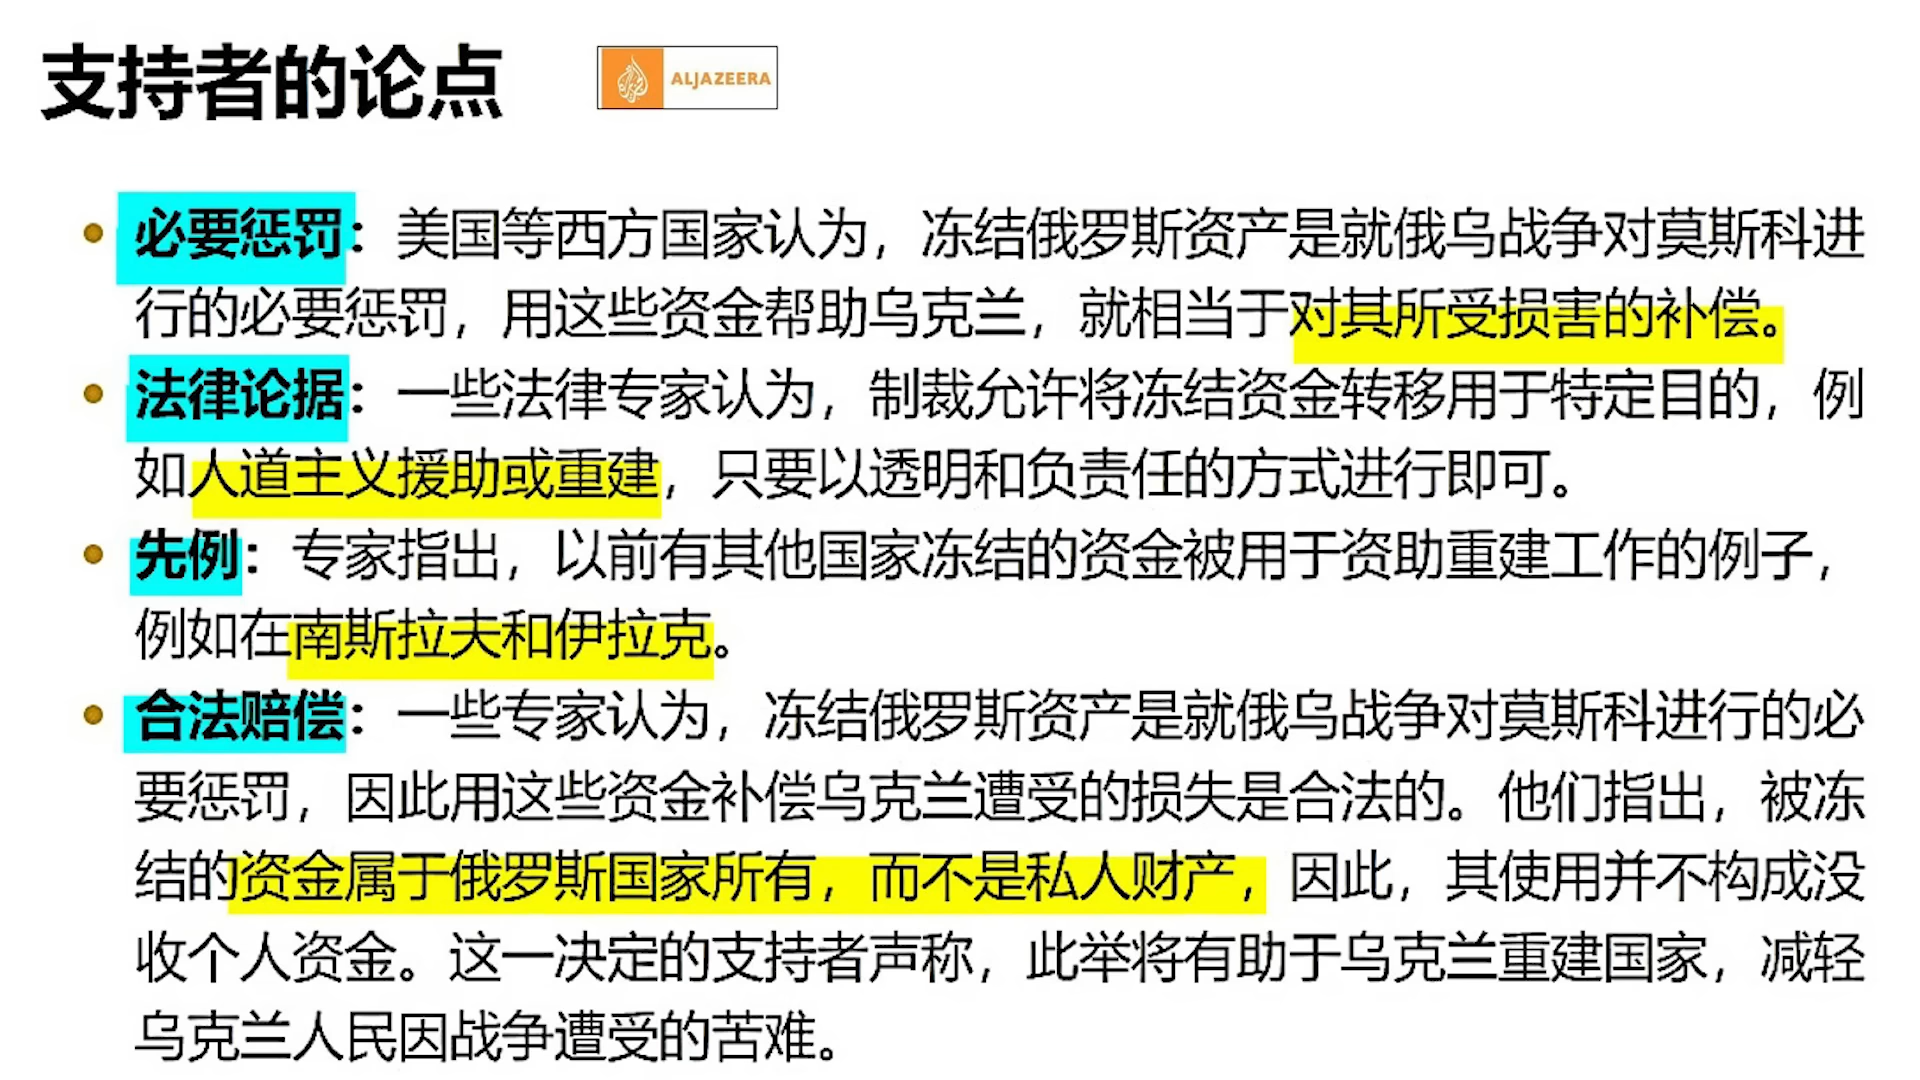 支持者的论点
ALJAZEERA
必要惩罚：美国等西方国家认为，冻结俄罗斯资产是就俄乌战争对莫斯科进
行的必要惩罚，用这些资金帮助乌克兰，就相当于对其所受损害的补偿。
法律论据：一些法律专家认为，制裁允许将冻结资金转移用于特定目的，例
如人道主义援助或重建，只要以透明和负责任的方式进行即可。
先例：专家指出，以前有其他国家冻结的资金被用于资助重建工作的例子，
例如在南斯拉夫和伊拉克。
合法赔偿：一些专家认为，冻结俄罗斯资产是就俄乌战争对莫斯科进行的必
要惩罚，因此用这些资金补偿乌克兰遭受的损失是合法的。他们指出，被冻
结的资金属于俄罗斯国家所有，而不是私人财产，因此，其使用并不构成没
收个人资金。这一决定的支持者声称，此举将有助于乌克兰重建国家，减轻
乌克兰人民因战争遭受的苦难。